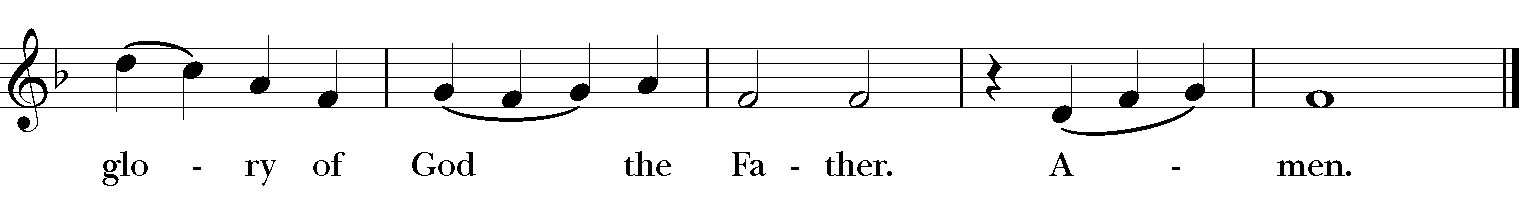 glo - ry of God the Fa - ther. A - men.